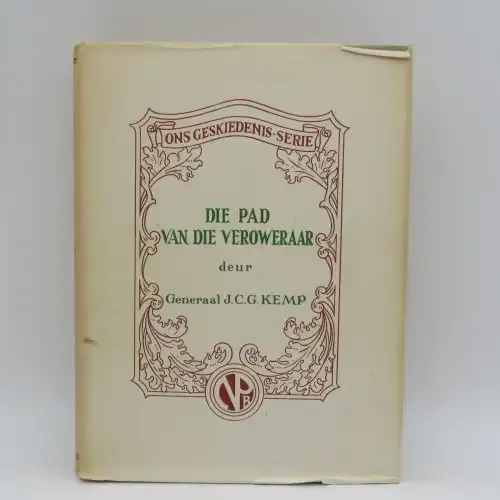 ONS GESKIEDENIS-SERIE
DIE PAD
VAN DIE VEROWERAAR
deur
Generaal J.C.G. KEMP
NPB